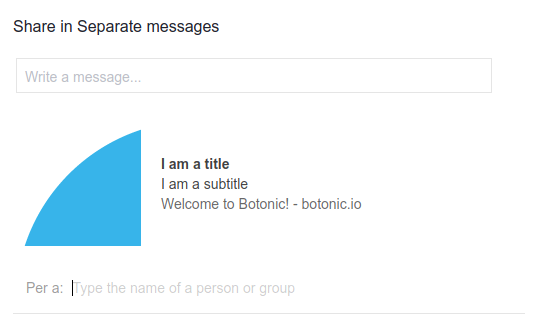 Share in Separate messages
Write a message...
I am a title
I am a subtitle
Welcome to Botonic! - botonic.io
Per a: Type the name of a person or group